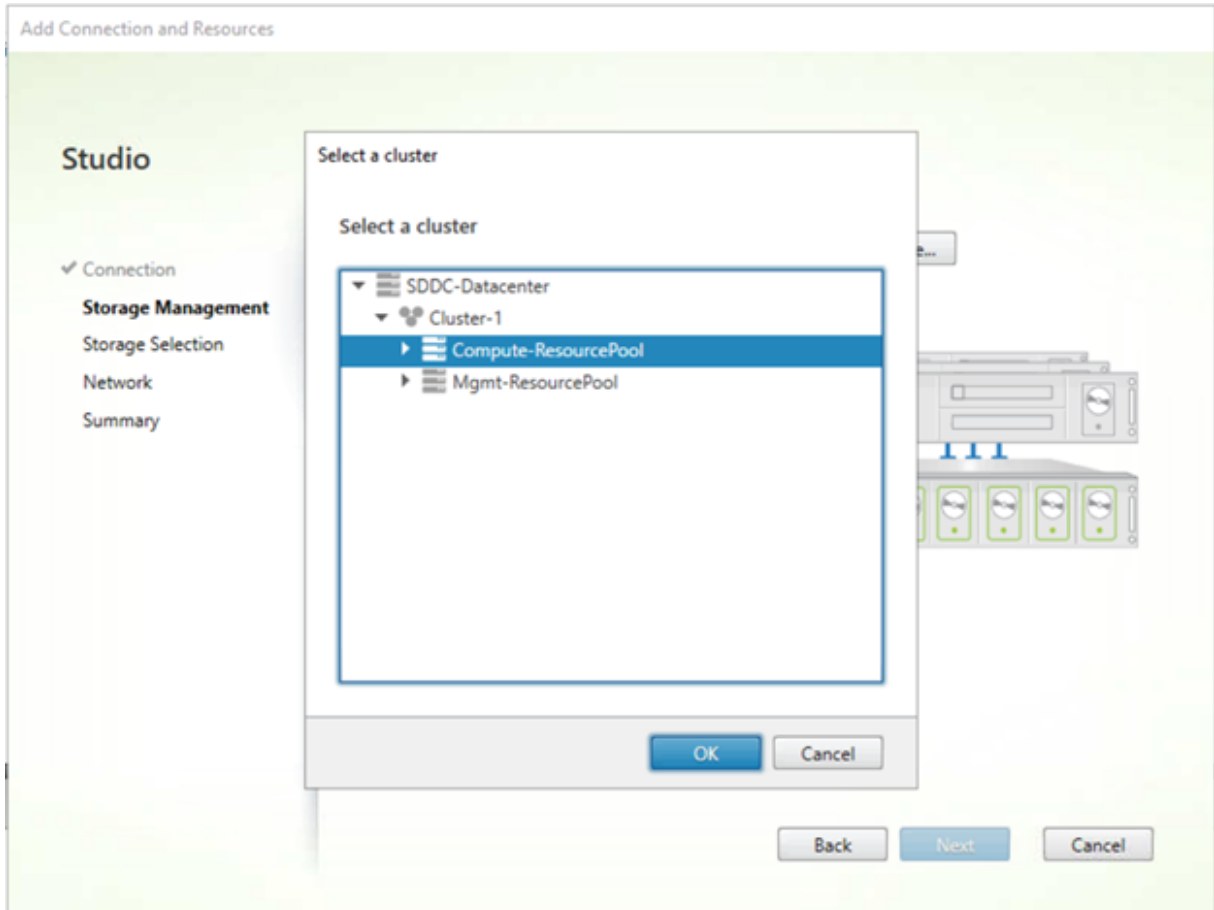 Add Connection and Resources
Studio
Connection
Storage Management
Storage Selection
Network
Summary
Select a cluster
Select a cluster
SDDC-Datacenter
Cluster-1
Compute-ResourcePool
Mgmt-ResourcePool
OK
Cancel
Back
Next
Cancel